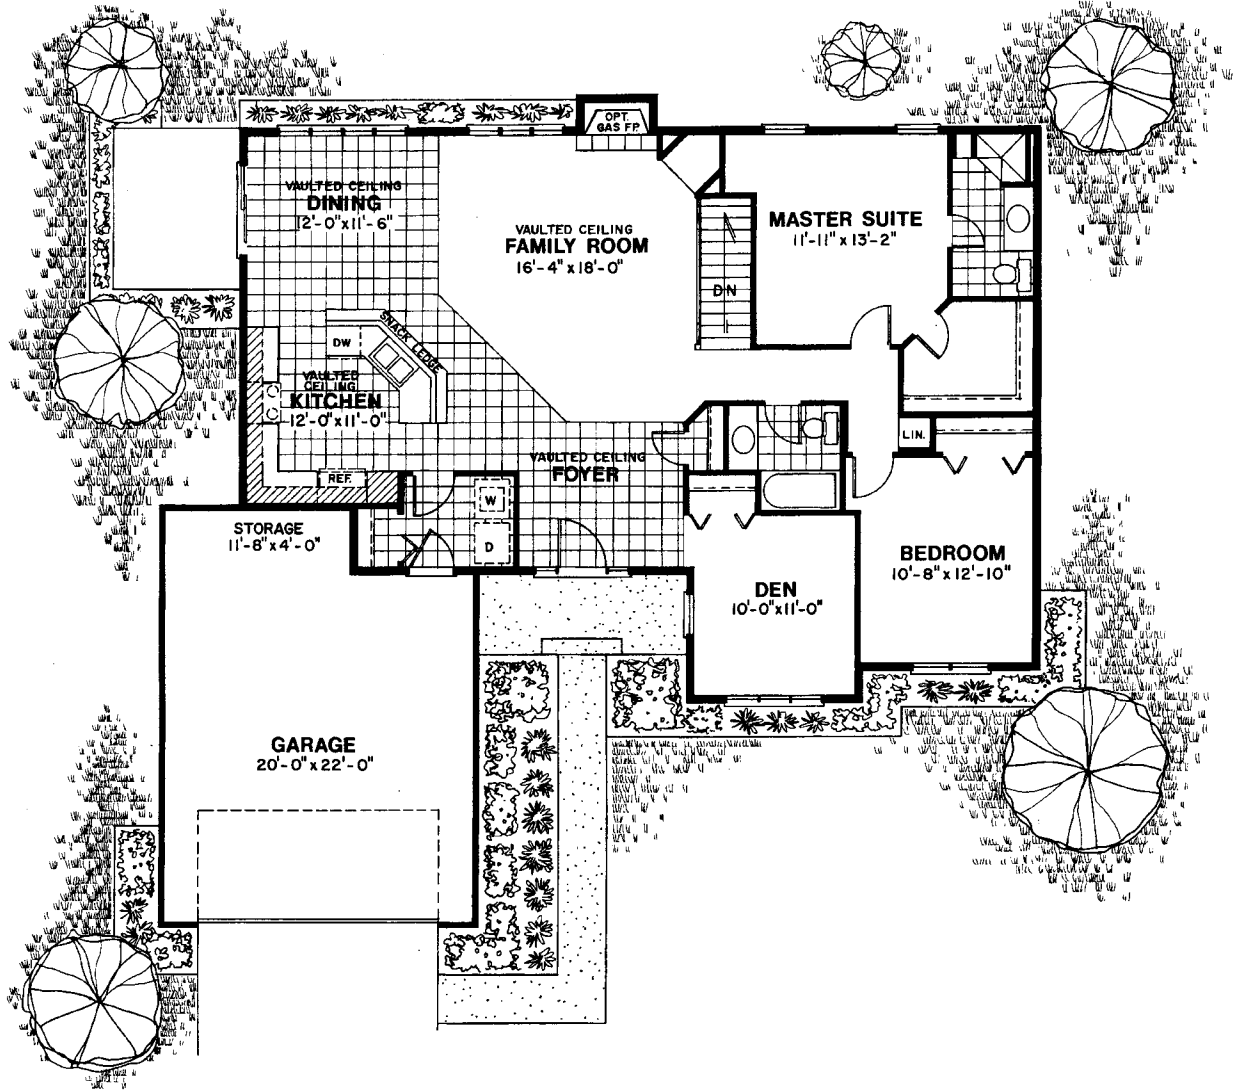 OPT.
GAS FP.
VAULTED CEILING
DINING
12'-0"x11'-6"
VAULTED CEILING
FAMILY ROOM
16'-4"x18'-0"
MASTER SUITE
11'-11"x13'-2"
DN
SNACK LEDGE
DW
VAULTED
CEILING
KITCHEN
12'-0"x11'-0"
REF.
VAULTED CEILING
FOYER
LIN.
W
D
STORAGE
11'-8"x4'-0"
BEDROOM
10'-8"x12'-10"
DEN
10'-0"x11'-0"
GARAGE
20'-0"x22'-0"